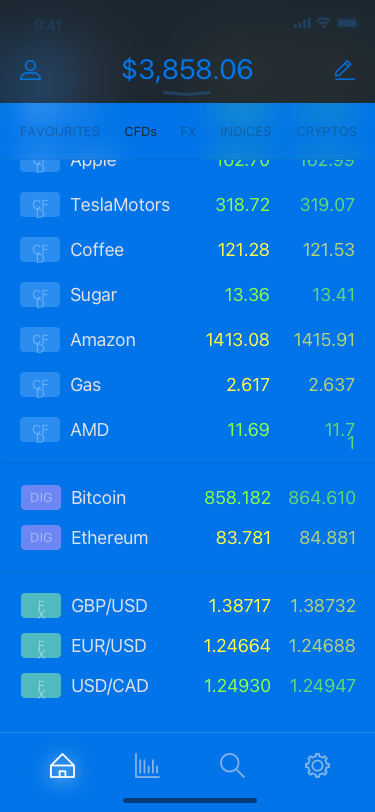 9:41
$3,858.06
FAVOURITES CFDs FX INDICES CRYPTOS
CFD Apple 162.70 162.99
CFD TeslaMotors 318.72 319.07
CFD Coffee 121.28 121.53
CFD Sugar 13.36 13.41
CFD Amazon 1413.08 1415.91
CFD Gas 2.617 2.637
CFD AMD 11.69 11.71
DIG Bitcoin 858.182 864.610
DIG Ethereum 83.781 84.881
FX GBP/USD 1.38717 1.38732
FX EUR/USD 1.24664 1.24688
FX USD/CAD 1.24930 1.24947